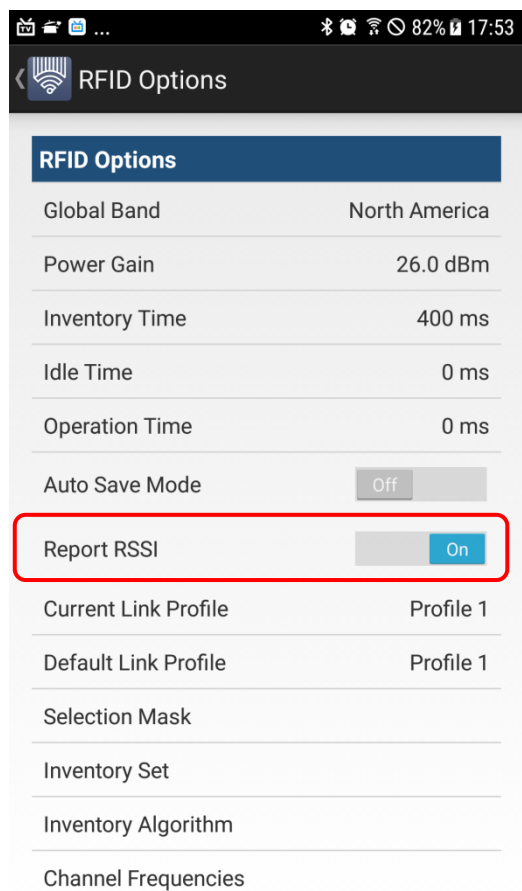 ... 82% 17:53
RFID Options
RFID Options
Global Band North America
Power Gain 26.0 dBm
Inventory Time 400 ms
Idle Time 0 ms
Operation Time 0 ms
Auto Save Mode Off
Report RSSI On
Current Link Profile Profile 1
Default Link Profile Profile 1
Selection Mask
Inventory Set
Inventory Algorithm
Channel Frequencies